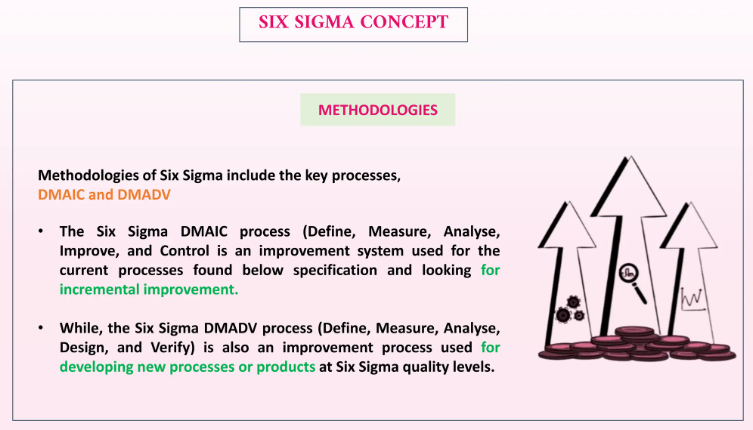 SIX SIGMA CONCEPT
METHODOLOGIES
Methodologies of Six Sigma include the key processes,
DMAIC and DMADV
• The Six Sigma DMAIC process (Define, Measure, Analyse,
Improve, and Control is an improvement system used for the
current processes found below specification and looking for
incremental improvement.
• While, the Six Sigma DMADV process (Define, Measure, Analyse,
Design, and Verify) is also an improvement process used for
developing new processes or products at Six Sigma quality levels.